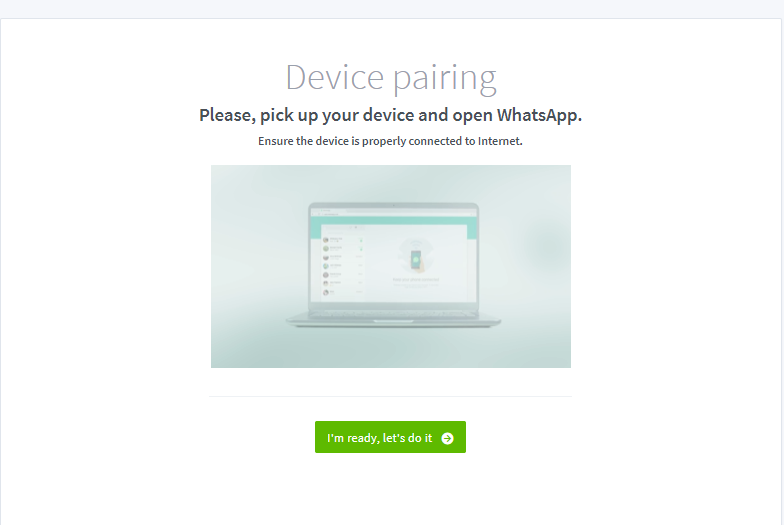 Device pairing
Please, pick up your device and open WhatsApp.
Ensure the device is properly connected to Internet.
I'm ready, let's do it